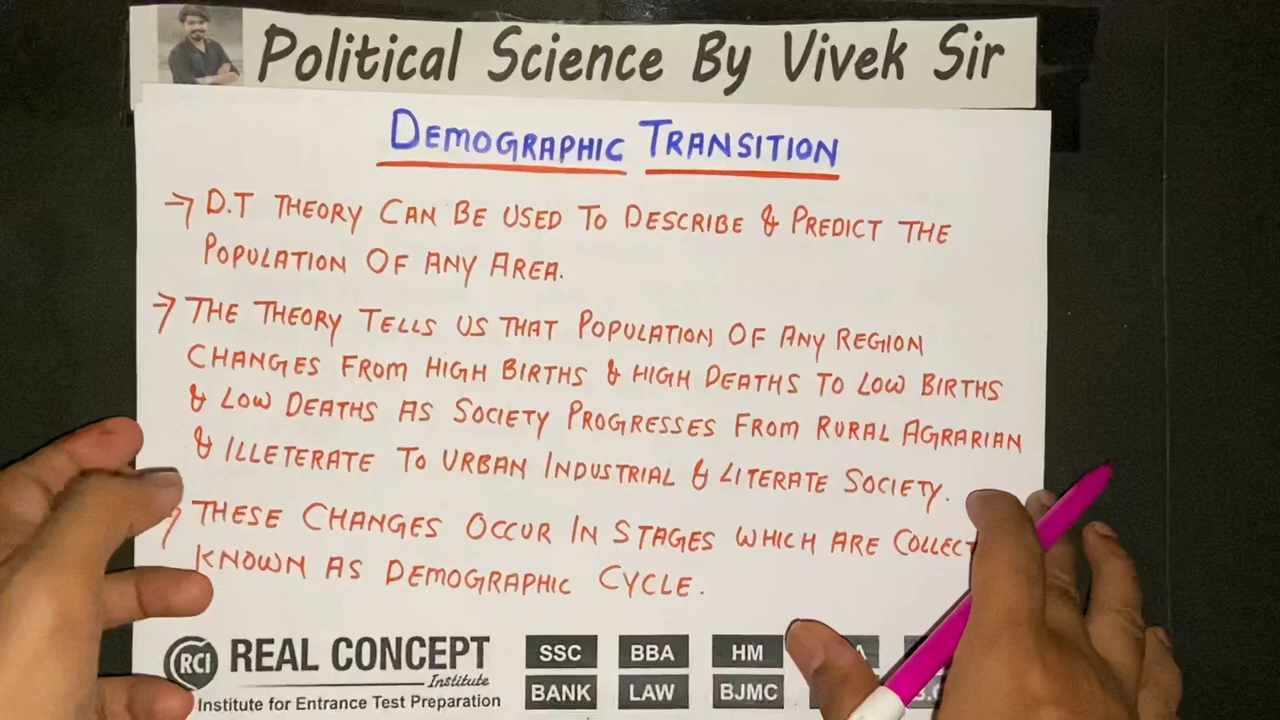 Political Science By Vivek Sir
DEMOGRAPHIC TRANSITION
→ D.T THEORY CAN BE USED TO DESCRIBE & PREDICT THE
POPULATION OF ANY AREA.
→ THE THEORY TELLS US THAT POPULATION OF ANY REGION
CHANGES FROM HIGH BIRTHS & HIGH DEATHS TO LOW BIRTHS
& LOW DEATHS AS SOCIETY PROGRESSES FROM RURAL AGRARIAN
& ILLETERATE TO URBAN INDUSTRIAL & LITERATE SOCIETY.
THESE CHANGES OCCUR IN STAGES WHICH ARE COLLECT
KNOWN AS DEMOGRAPHIC CYCLE.
RCI REAL CONCEPT
Institute
Institute for Entrance Test Preparation
SSC BBA HM
BANK LAW BJMC